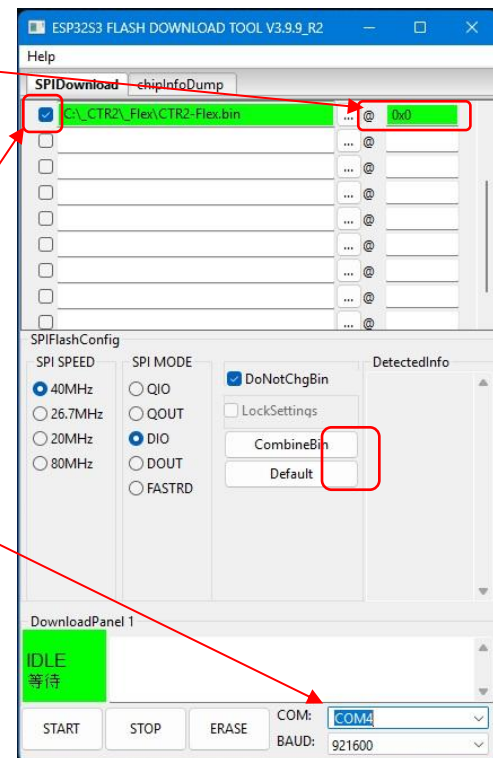 ESP32S3 FLASH DOWNLOAD TOOL V3.9.9_R2
Help
SPIDownload chipInfoDump
C:\_CTR2\_Flex\CTR2-Flex.bin ... @ 0x0
... @
... @
... @
... @
... @
... @
... @
... @
SPIFlashConfig
SPI SPEED SPI MODE DetectedInfo
40MHz QIO DoNotChgBin
26.7MHz QOUT LockSettings
20MHz DIO CombineBin
80MHz DOUT Default
FASTRD
DownloadPanel 1
IDLE
等待
START STOP ERASE COM: COM4
BAUD: 921600